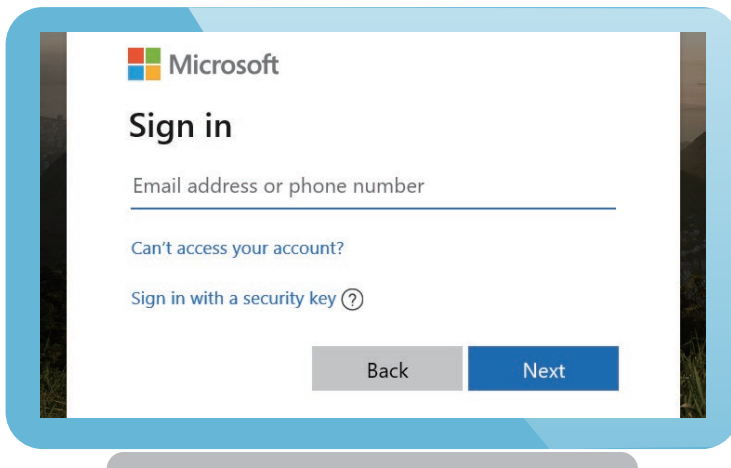 Microsoft
Sign in
Email address or phone number
Can't access your account?
Sign in with a security key ?
Back Next